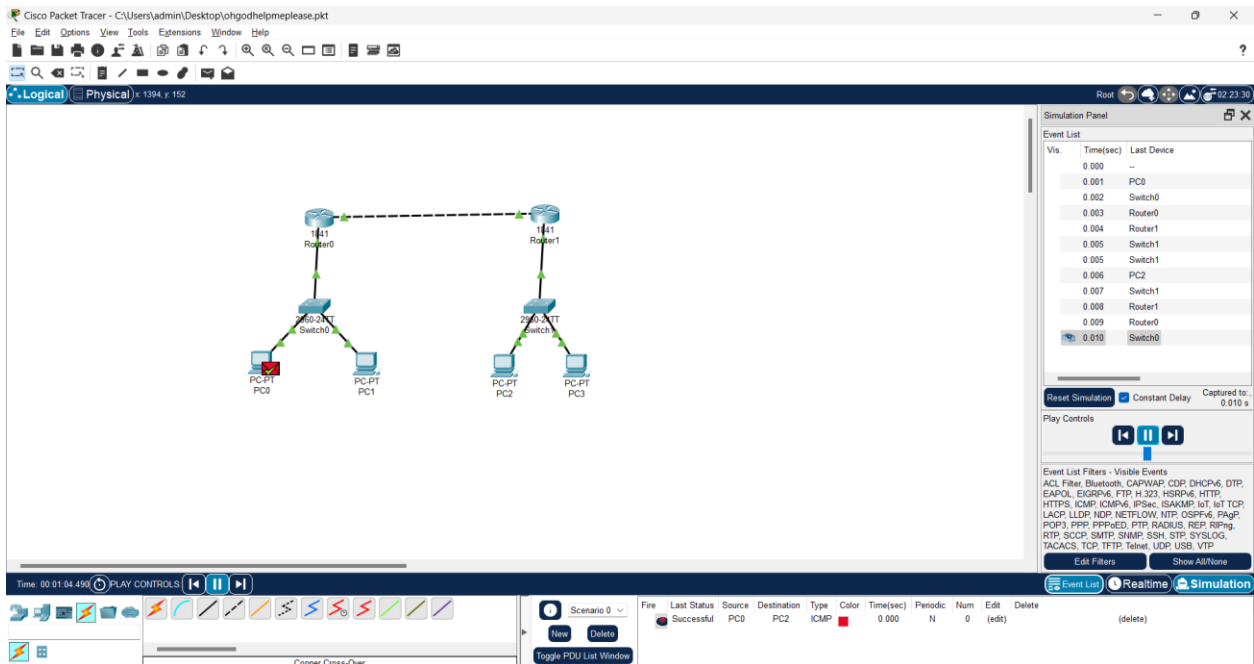 Cisco Packet Tracer - C:\Users\admin\Desktop\ohgodhelpmeplease.pkt
File Edit Options View Tools Extensions Window Help
?
Logical Physical x: 1394, y: 152
Root 02:23:30
1841
Router0
1841
Router1
2960-24TT
Switch0
2960-24TT
Switch1
PC-PT
PC0
PC-PT
PC1
PC-PT
PC2
PC-PT
PC3
Simulation Panel
Event List
Vis. Time(sec) Last Device
0.000 --
0.001 PC0
0.002 Switch0
0.003 Router0
0.004 Router1
0.005 Switch1
0.005 Switch1
0.006 PC2
0.007 Switch1
0.008 Router1
0.009 Router0
0.010 Switch0
Reset Simulation Constant Delay Captured to:
0.010 s
Play Controls
Event List Filters - Visible Events
ACL Filter, Bluetooth, CAPWAP, CDP, DHCPv6, DTP,
EAPOL, EIGRPv6, FTP, H.323, HSRPv6, HTTP,
HTTPS, ICMP, ICMPv6, IPSec, ISAKMP, IoT, IoT TCP,
LACP, LLDP, NDP, NETFLOW, NTP, OSPFv6, PAgP,
POP3, PPP, PPPoED, PTP, RADIUS, REP, RIPng,
RTP, SCCP, SMTP, SNMP, SSH, STP, SYSLOG,
TACACS, TCP, TFTP, Telnet, UDP, USB, VTP
Edit Filters Show All/None
Time: 00:01:04.490 PLAY CONTROLS: Event List Realtime Simulation
Scenario 0
New Delete
Toggle PDU List Window
Fire Last Status Source Destination Type Color Time(sec) Periodic Num Edit Delete
Successful PC0 PC2 ICMP 0.000 N 0 (edit) (delete)
Copper Cross-Over